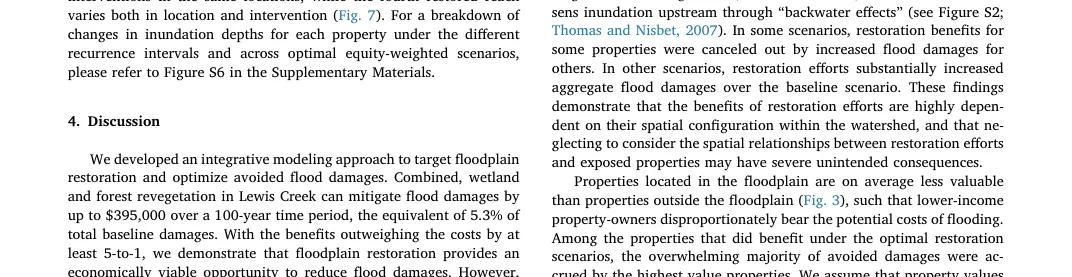 varies both in location and intervention (Fig. 7). For a breakdown of
changes in inundation depths for each property under the different
recurrence intervals and across optimal equity-weighted scenarios,
please refer to Figure S6 in the Supplementary Materials.
4. Discussion
We developed an integrative modeling approach to target floodplain
restoration and optimize avoided flood damages. Combined, wetland
and forest revegetation in Lewis Creek can mitigate flood damages by
up to $395,000 over a 100-year time period, the equivalent of 5.3% of
total baseline damages. With the benefits outweighing the costs by at
least 5-to-1, we demonstrate that floodplain restoration provides an
economically viable opportunity to reduce flood damages. However,
sens inundation upstream through “backwater effects” (see Figure S2;
Thomas and Nisbet, 2007). In some scenarios, restoration benefits for
some properties were canceled out by increased flood damages for
others. In other scenarios, restoration efforts substantially increased
aggregate flood damages over the baseline scenario. These findings
demonstrate that the benefits of restoration efforts are highly depen-
dent on their spatial configuration within the watershed, and that ne-
glecting to consider the spatial relationships between restoration efforts
and exposed properties may have severe unintended consequences.
Properties located in the floodplain are on average less valuable
than properties outside the floodplain (Fig. 3), such that lower-income
property-owners disproportionately bear the potential costs of flooding.
Among the properties that did benefit under the optimal restoration
scenarios, the overwhelming majority of avoided damages were ac-
crued by the highest value properties. We assume that property values